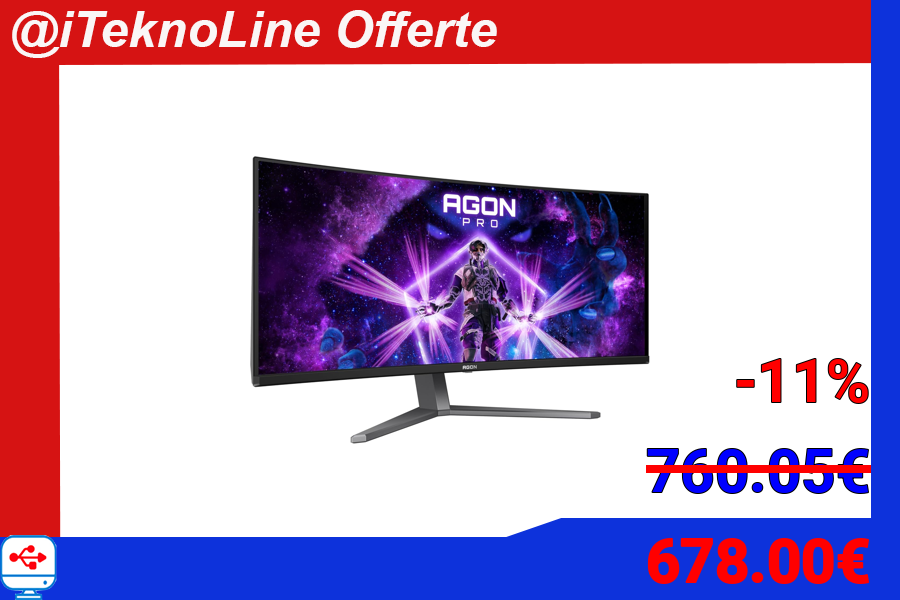 @iTeknoLine Offerte
AGON
PRO
AGON
-11%
760.05€
678.00€